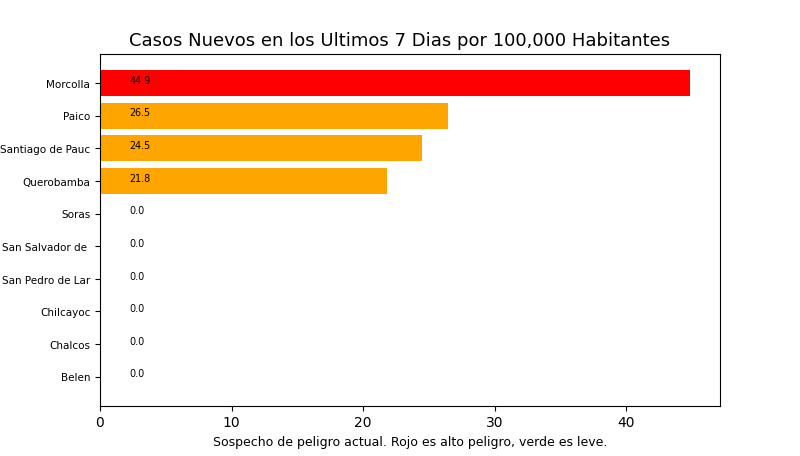 Casos Nuevos en los Ultimos 7 Dias por 100,000 Habitantes
Morcolla 44.9
Paico 26.5
Santiago de Pauc 24.5
Querobamba 21.8
Soras 0.0
San Salvador de 0.0
San Pedro de Lar 0.0
Chilcayoc 0.0
Chalcos 0.0
Belen 0.0
0 10 20 30 40
Sospecho de peligro actual. Rojo es alto peligro, verde es leve.